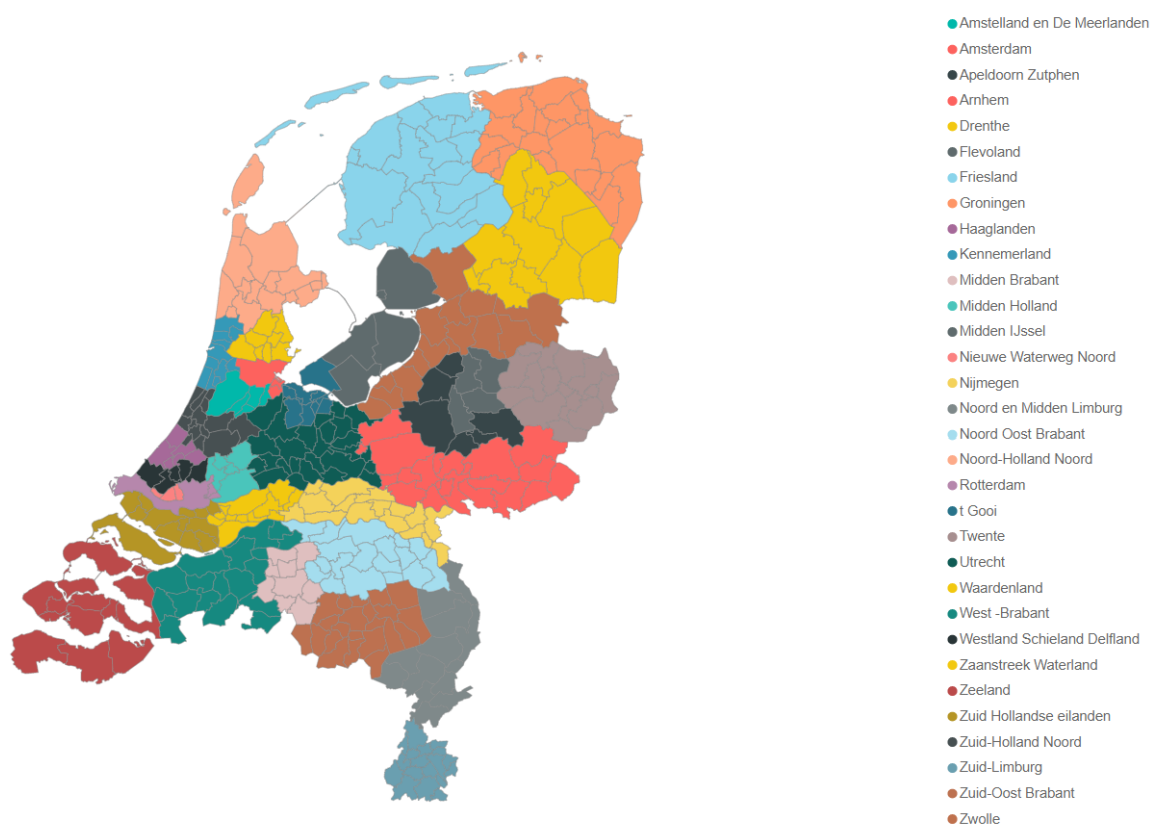 Amstelland en De Meerlanden
Amsterdam
Apeldoorn Zutphen
Arnhem
Drenthe
Flevoland
Friesland
Groningen
Haaglanden
Kennemerland
Midden Brabant
Midden Holland
Midden IJssel
Nieuwe Waterweg Noord
Nijmegen
Noord en Midden Limburg
Noord Oost Brabant
Noord-Holland Noord
Rotterdam
t Gooi
Twente
Utrecht
Waardenland
West -Brabant
Westland Schieland Delfland
Zaanstreek Waterland
Zeeland
Zuid Hollandse eilanden
Zuid-Holland Noord
Zuid-Limburg
Zuid-Oost Brabant
Zwolle